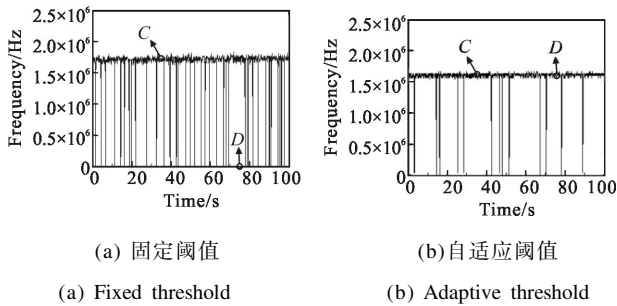 2.5×10⁶
2.0×10⁶
1.5×10⁶
1.0×10⁶
0.5×10⁶
0
Frequency/Hz
C
D
0 20 40 60 80 100
Time/s
(a) 固定阈值
(a) Fixed threshold
2.5×10⁶
2.0×10⁶
1.5×10⁶
1.0×10⁶
0.5×10⁶
0
Frequency/Hz
C D
0 20 40 60 80 100
Time/s
(b)自适应阈值
(b) Adaptive threshold